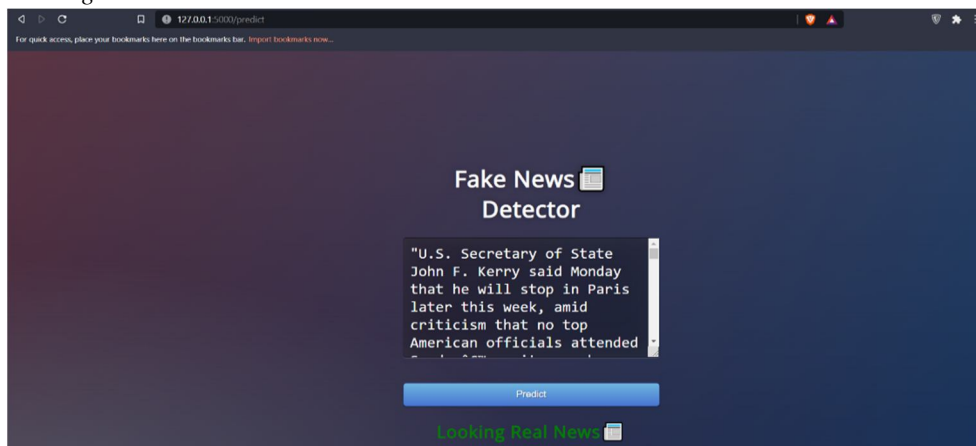 127.0.0.1:5000/predict
For quick access, place your bookmarks here on the bookmarks bar. Import bookmarks now...
Fake News
Detector
"U.S. Secretary of State
John F. Kerry said Monday
that he will stop in Paris
later this week, amid
criticism that no top
American officials attended
Predict
Looking Real News